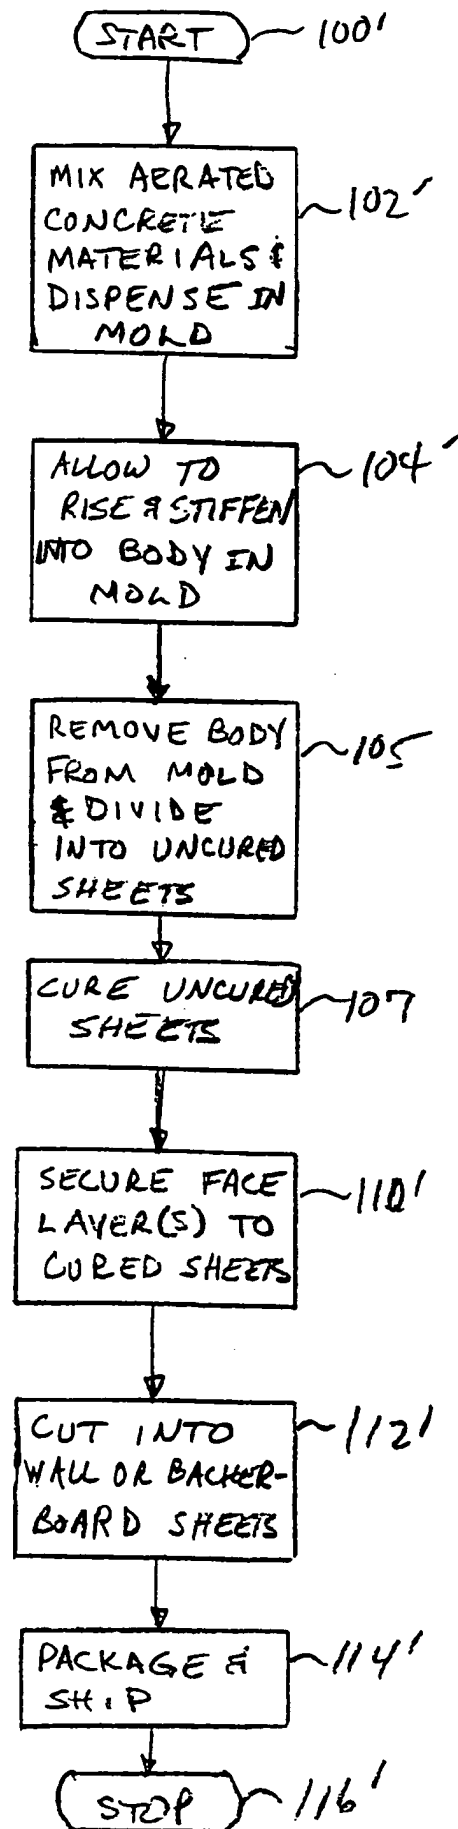 START 100'
MIX AERATED
CONCRETE 102'
MATERIALS &
DISPENSE IN
MOLD
ALLOW TO 104'
RISE & STIFFEN
INTO BODY IN
MOLD
REMOVE BODY
FROM MOLD 105
& DIVIDE
INTO UNCURED
SHEETS
CURE UNCURED 107
SHEETS
SECURE FACE 110'
LAYER(S) TO
CURED SHEETS
CUT INTO 112'
WALL OR BACKER-
BOARD SHEETS
PACKAGE & 114'
SHIP
STOP 116'